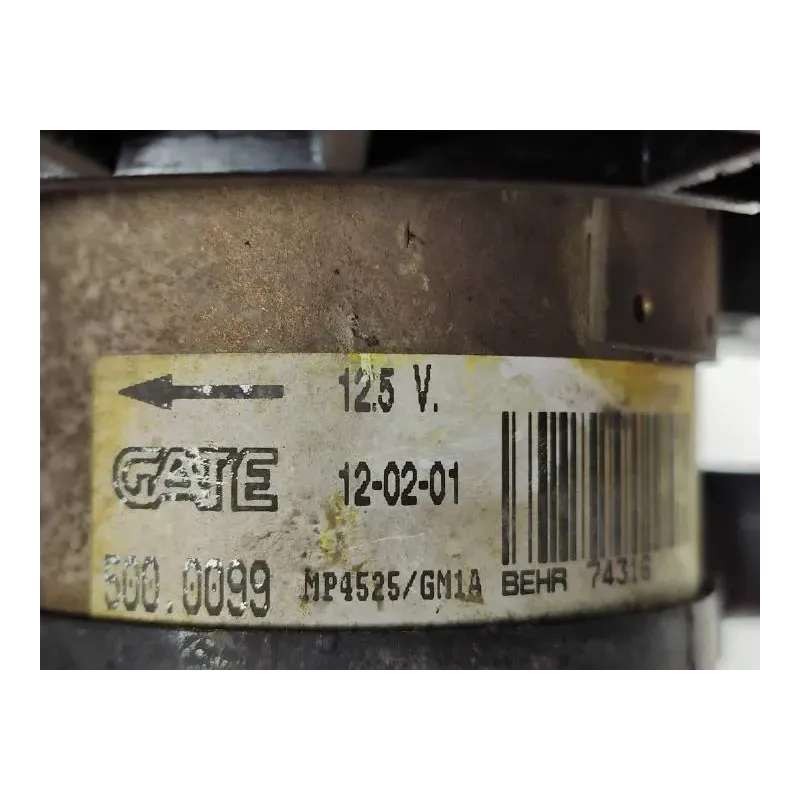 12.5 V.
GATE 12-02-01
500.0099 MP4525/GM1A BEHR 74316